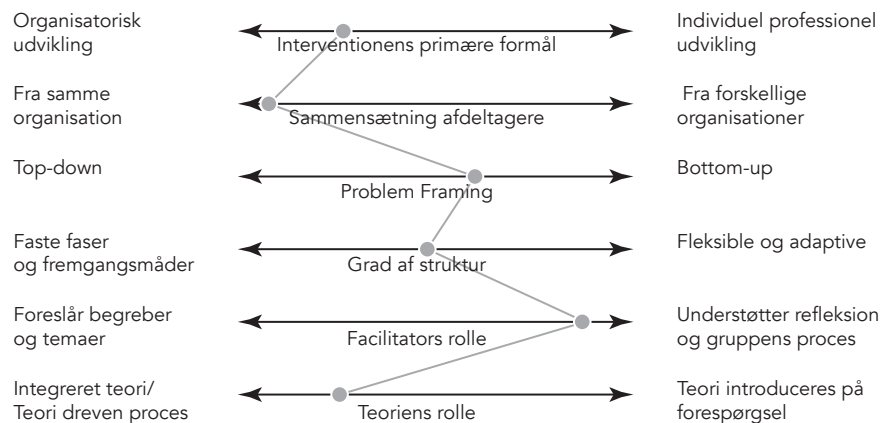 Organisatorisk
udvikling
Interventionens primære formål
Individuel professionel
udvikling
Fra samme
organisation
Sammensætning afdeltagere
Fra forskellige
organisationer
Top-down
Problem Framing
Bottom-up
Faste faser
og fremgangsmåder
Grad af struktur
Fleksible og adaptive
Foreslår begreber
og temaer
Facilitators rolle
Understøtter refleksion
og gruppens proces
Integreret teori/
Teori dreven proces
Teoriens rolle
Teori introduceres på
forespørgsel